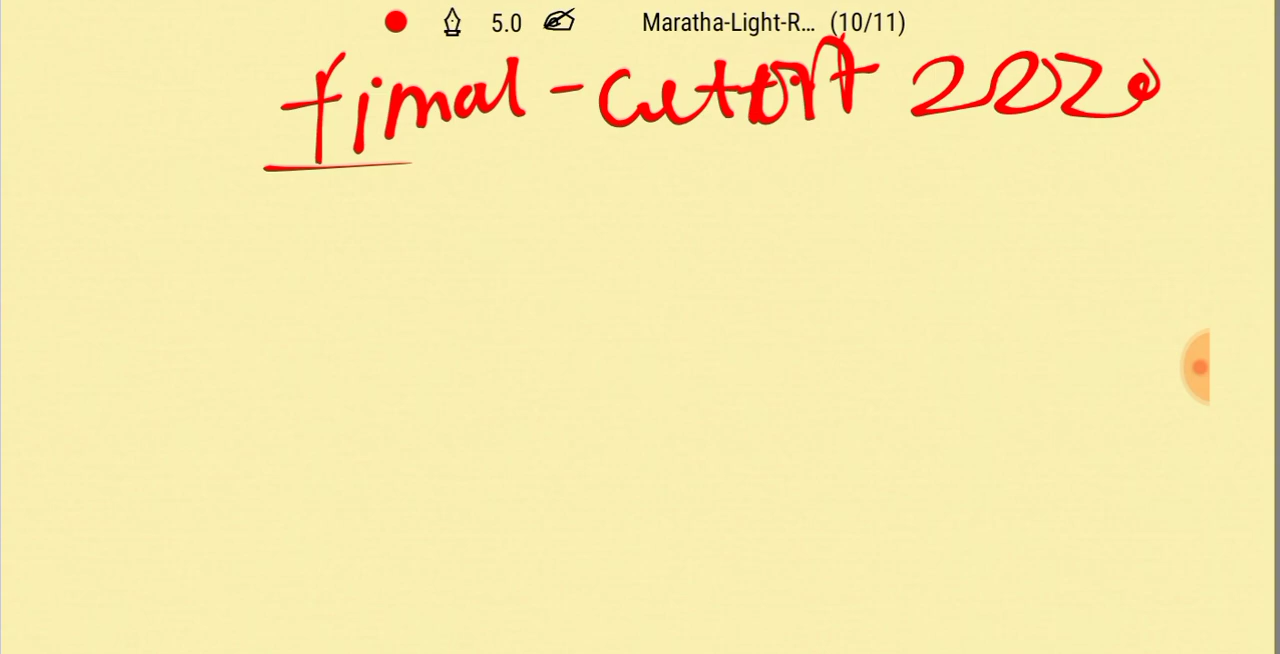 5.0 Maratha-Light-R… (10/11)
final - cutoff 2020